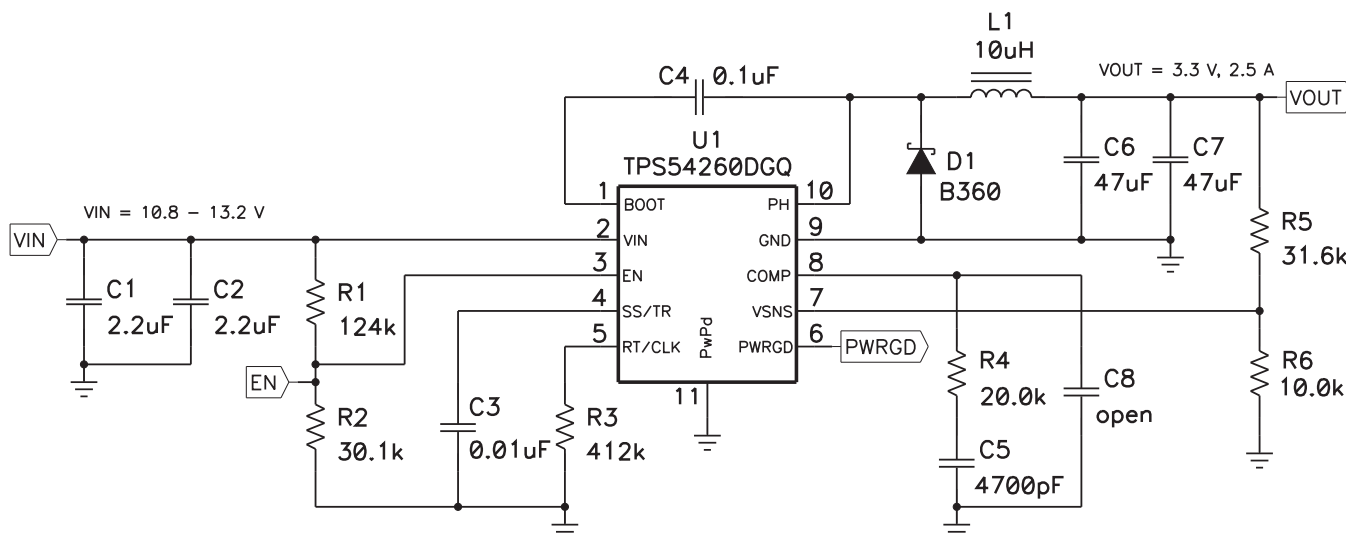 L1
10uH
C4 0.1uF
VOUT = 3.3 V, 2.5 A
VOUT
U1
TPS54260DGQ
C6
47uF
C7
47uF
D1
B360
1
BOOT
PH
10
VIN = 10.8 – 13.2 V
VIN
2
VIN
GND
9
R5
31.6k
3
EN
COMP
8
C1
2.2uF
C2
2.2uF
R1
124k
4
SS/TR
VSNS
7
5
RT/CLK
PwPd
PWRGD
6
PWRGD
EN
R4
20.0k
C8
open
R6
10.0k
11
R2
30.1k
C3
0.01uF
R3
412k
C5
4700pF